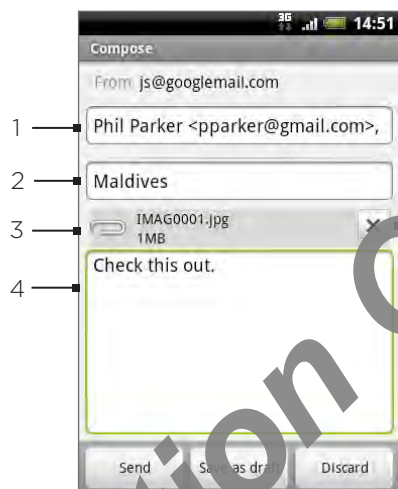 3G 14:51
Compose
From js@googlemail.com
1 Phil Parker <pparker@gmail.com>,
2 Maldives
3 IMAG0001.jpg
1MB
4 Check this out.
Send Save as draft Discard